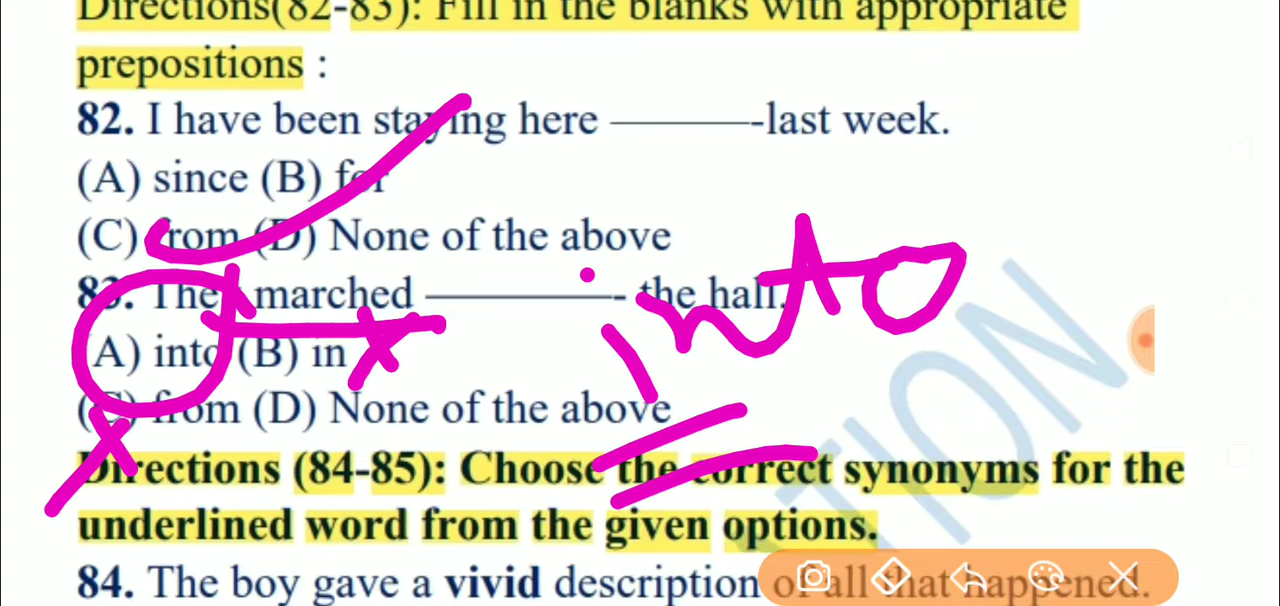 Directions(82-83): Fill in the blanks with appropriate
prepositions :
82. I have been staying here ————-last week.
(A) since (B) for
(C) from (D) None of the above
83. They marched —————- the hall.
into
(A) into (B) in
(C) from (D) None of the above
Directions (84-85): Choose the correct synonyms for the
underlined word from the given options.
84. The boy gave a vivid description of all that happened.
TION